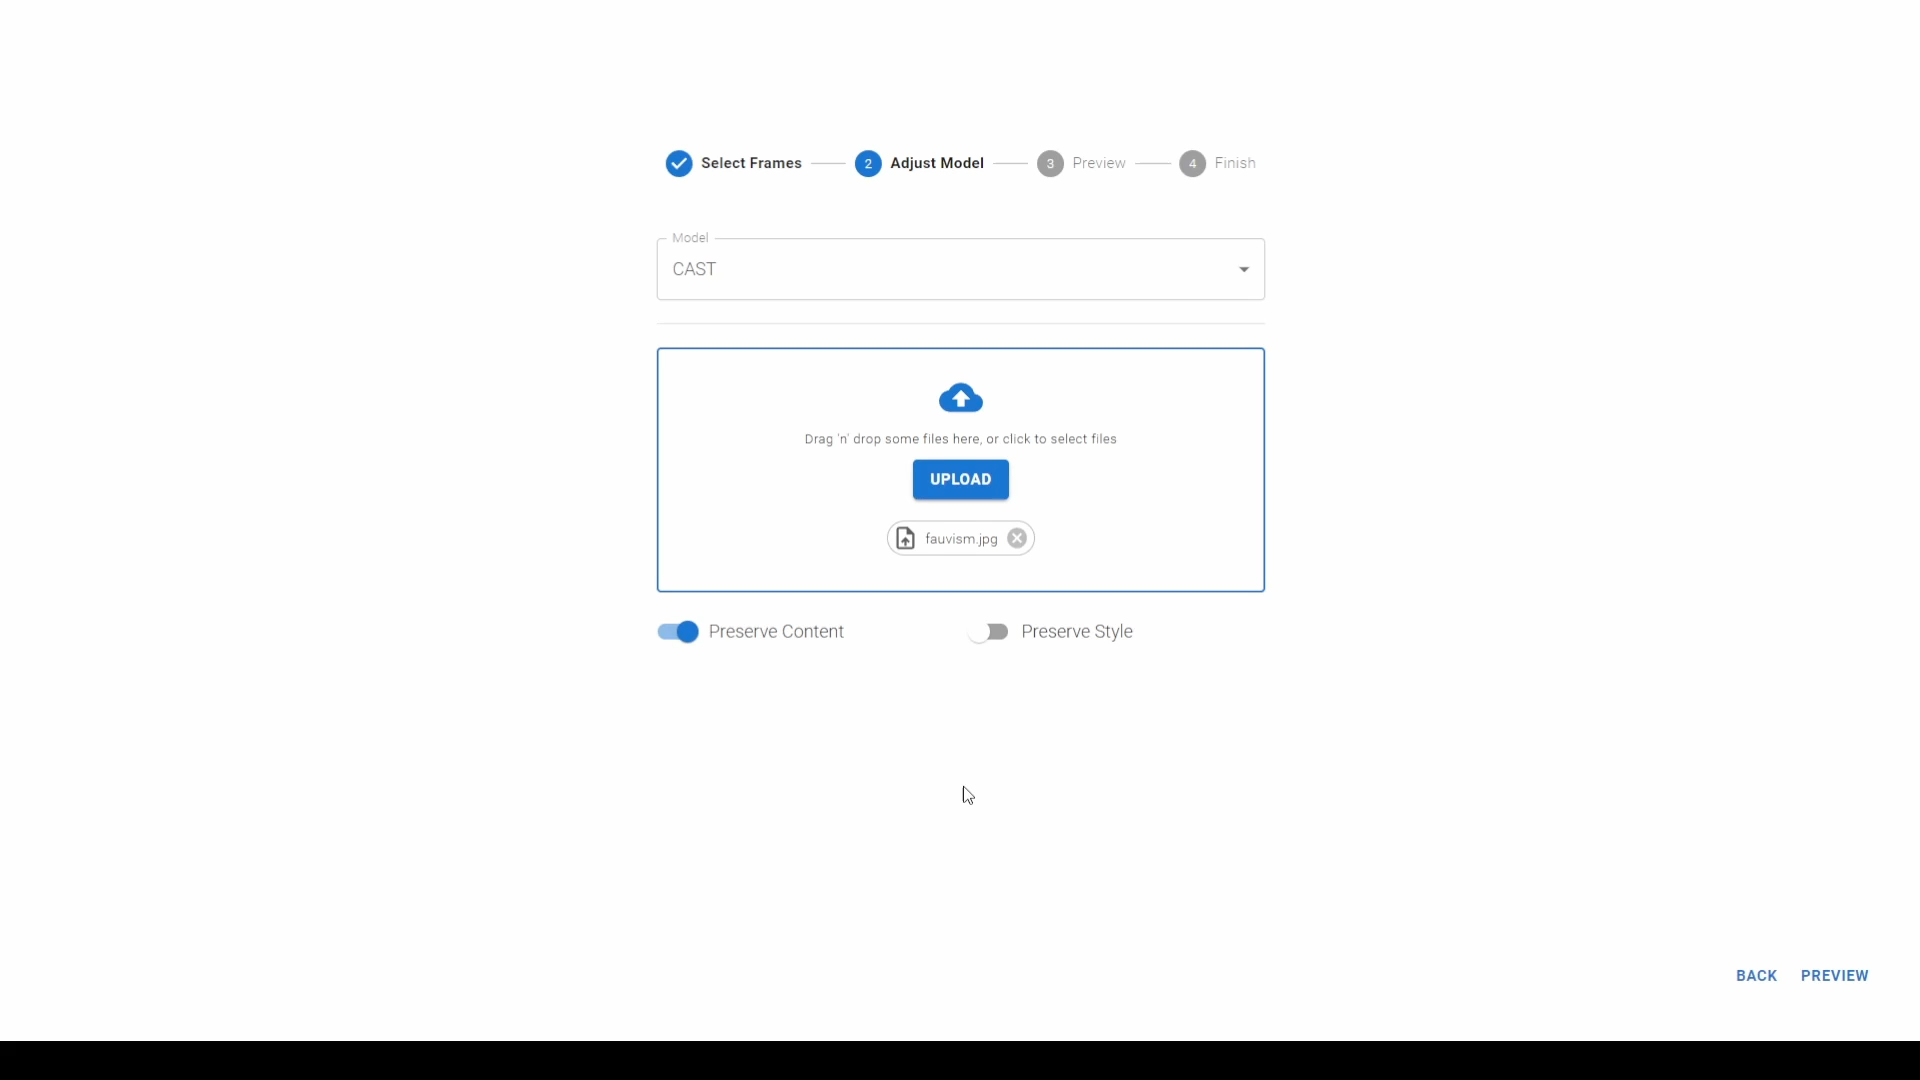 Select Frames
2 Adjust Model
3 Preview
4 Finish
Model
CAST
Drag 'n' drop some files here, or click to select files
UPLOAD
fauvism.jpg
Preserve Content
Preserve Style
BACK PREVIEW